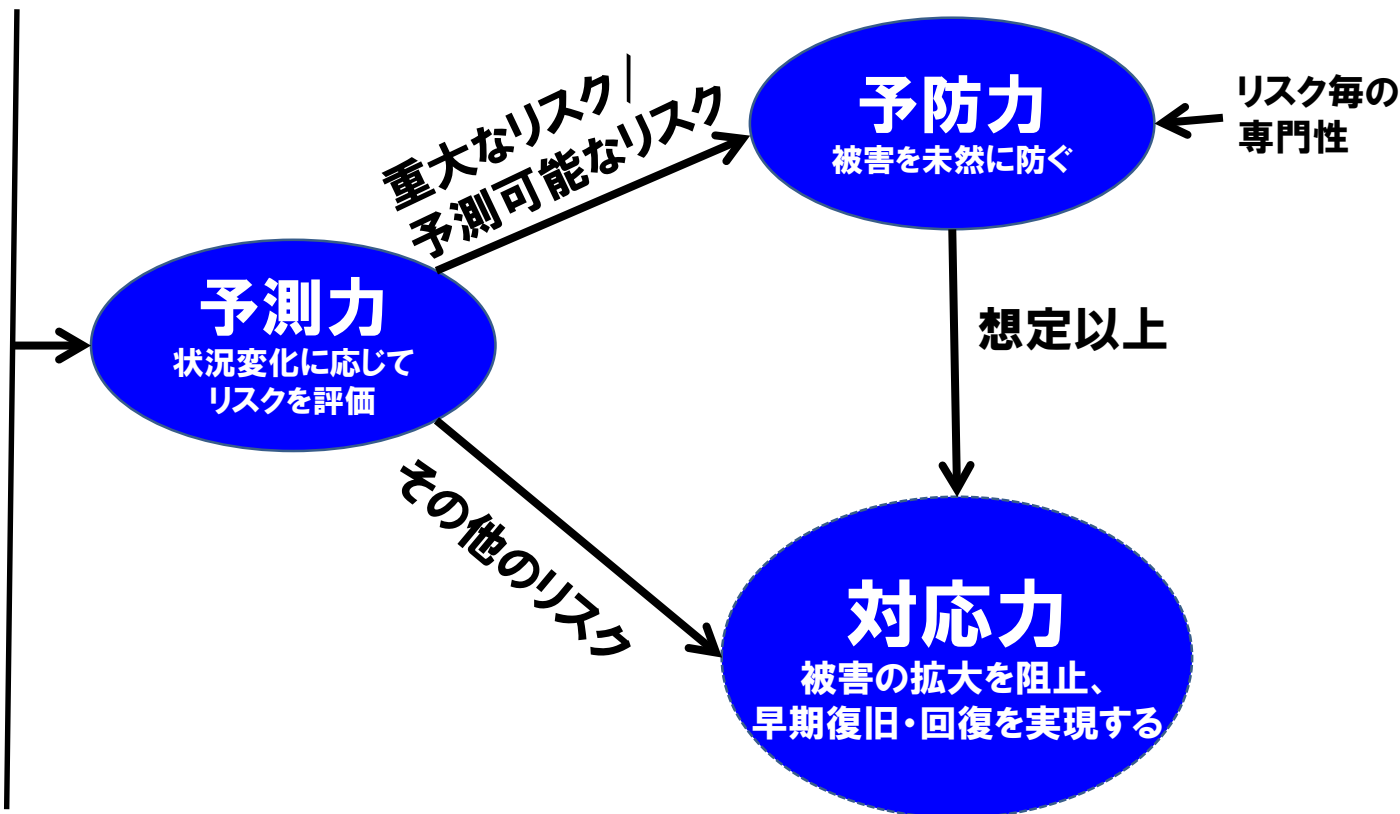 予防力
被害を未然に防ぐ
リスク毎の
専門性
重大なリスク/
予測可能なリスク
予測力
状況変化に応じて
リスクを評価
想定以上
その他のリスク
対応力
被害の拡大を阻止、
早期復旧・回復を実現する